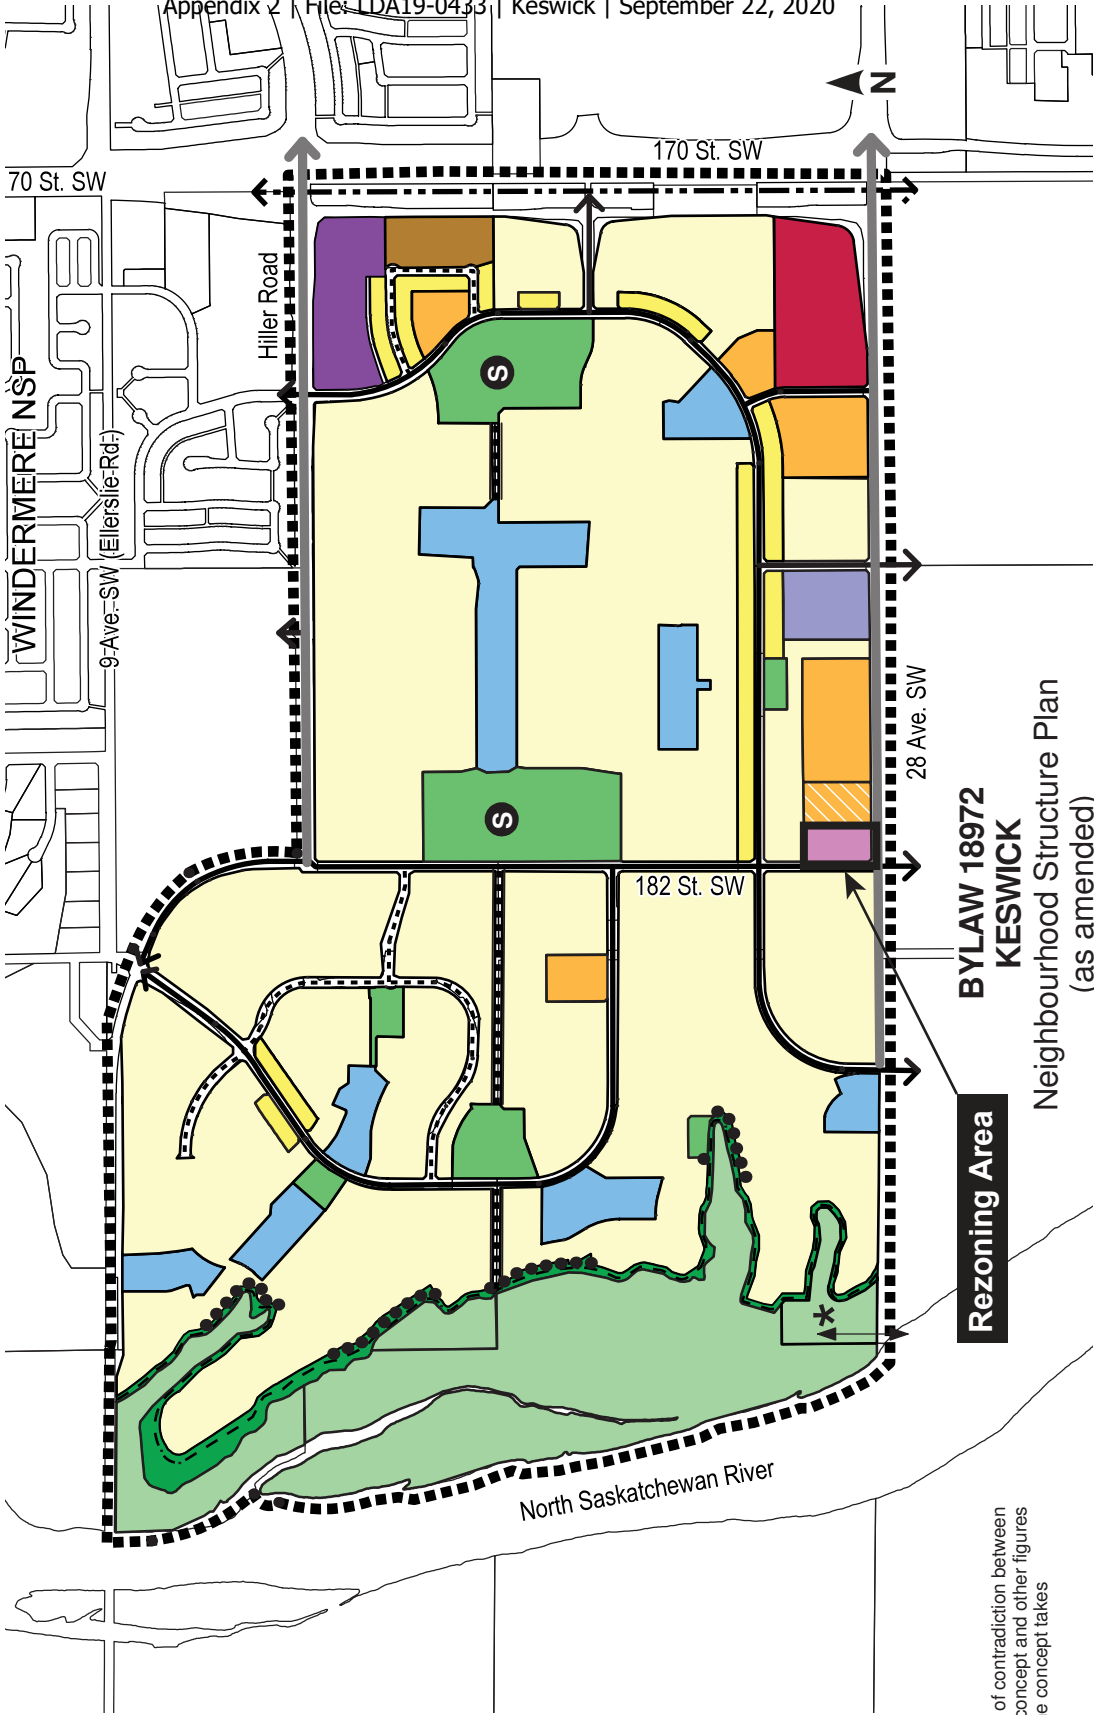 Appendix 2 | File: LDA19-0433 | Keswick | September 22, 2020
N
170 St. SW
70 St. SW
Hiller Road
WINDERMERE NSP
9 Ave. SW (Ellerslie Rd.)
S
S
28 Ave. SW
182 St. SW
BYLAW 18972
KESWICK
Neighbourhood Structure Plan
(as amended)
Rezoning Area
*
North Saskatchewan River
of contradiction between
concept and other figures
e concept takes